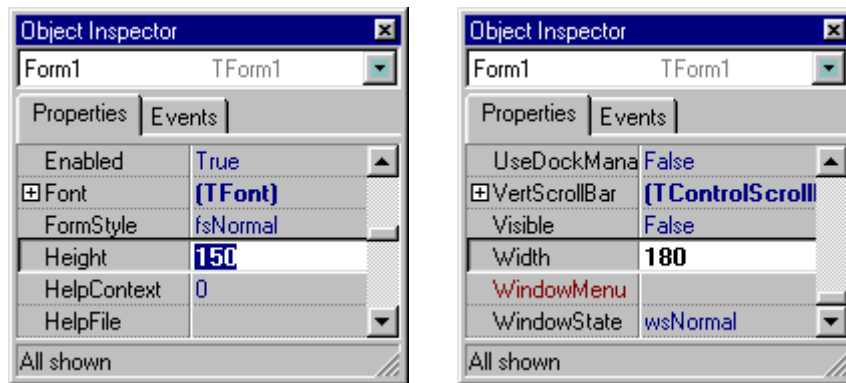 Object Inspector
Form1 TForm1
Properties Events
Enabled True
Font (TFont)
FormStyle fsNormal
Height 150
HelpContext 0
HelpFile
All shown
Object Inspector
Form1 TForm1
Properties Events
UseDockMana False
VertScrollBar (TControlScroll
Visible False
Width 180
WindowMenu
WindowState wsNormal
All shown